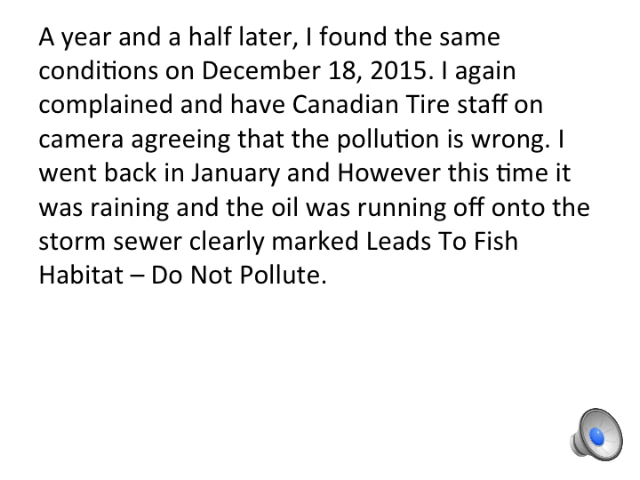 A year and a half later, I found the same
conditions on December 18, 2015. I again
complained and have Canadian Tire staff on
camera agreeing that the pollution is wrong. I
went back in January and However this time it
was raining and the oil was running off onto the
storm sewer clearly marked Leads To Fish
Habitat – Do Not Pollute.